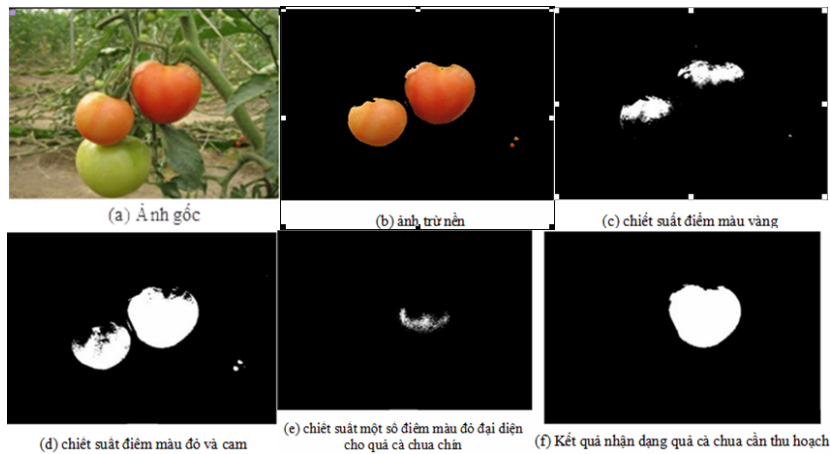 (a) Ảnh gốc
(b) ảnh trừ nền
(c) chiết suất điểm màu vàng
(d) chiết suất điểm màu đỏ và cam
(e) chiết suất một số điểm màu đỏ đại diện
cho quả cà chua chín
(f) Kết quả nhận dạng quả cà chua cần thu hoạch